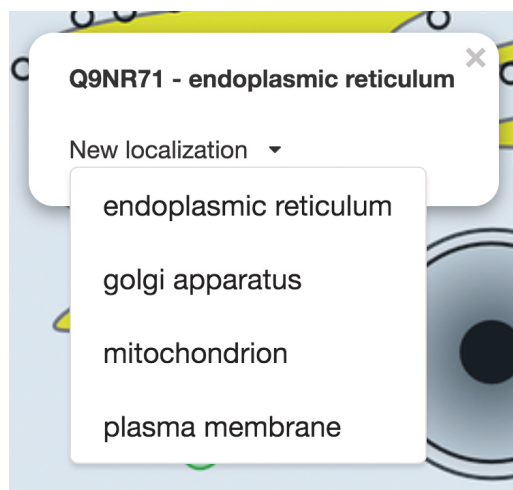 Q9NR71 - endoplasmic reticulum
New localization
endoplasmic reticulum
golgi apparatus
mitochondrion
plasma membrane